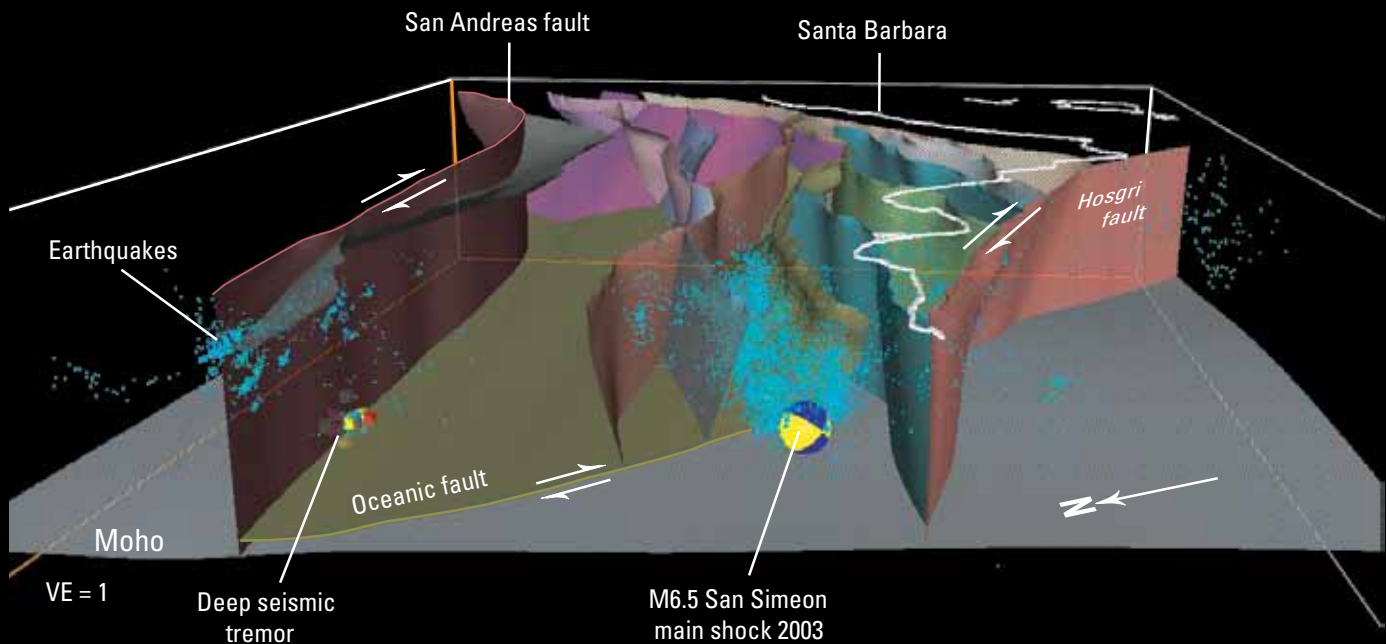 San Andreas fault
Santa Barbara
Hosgri
fault
Earthquakes
Oceanic fault
N
Moho
VE = 1
Deep seismic
tremor
M6.5 San Simeon
main shock 2003